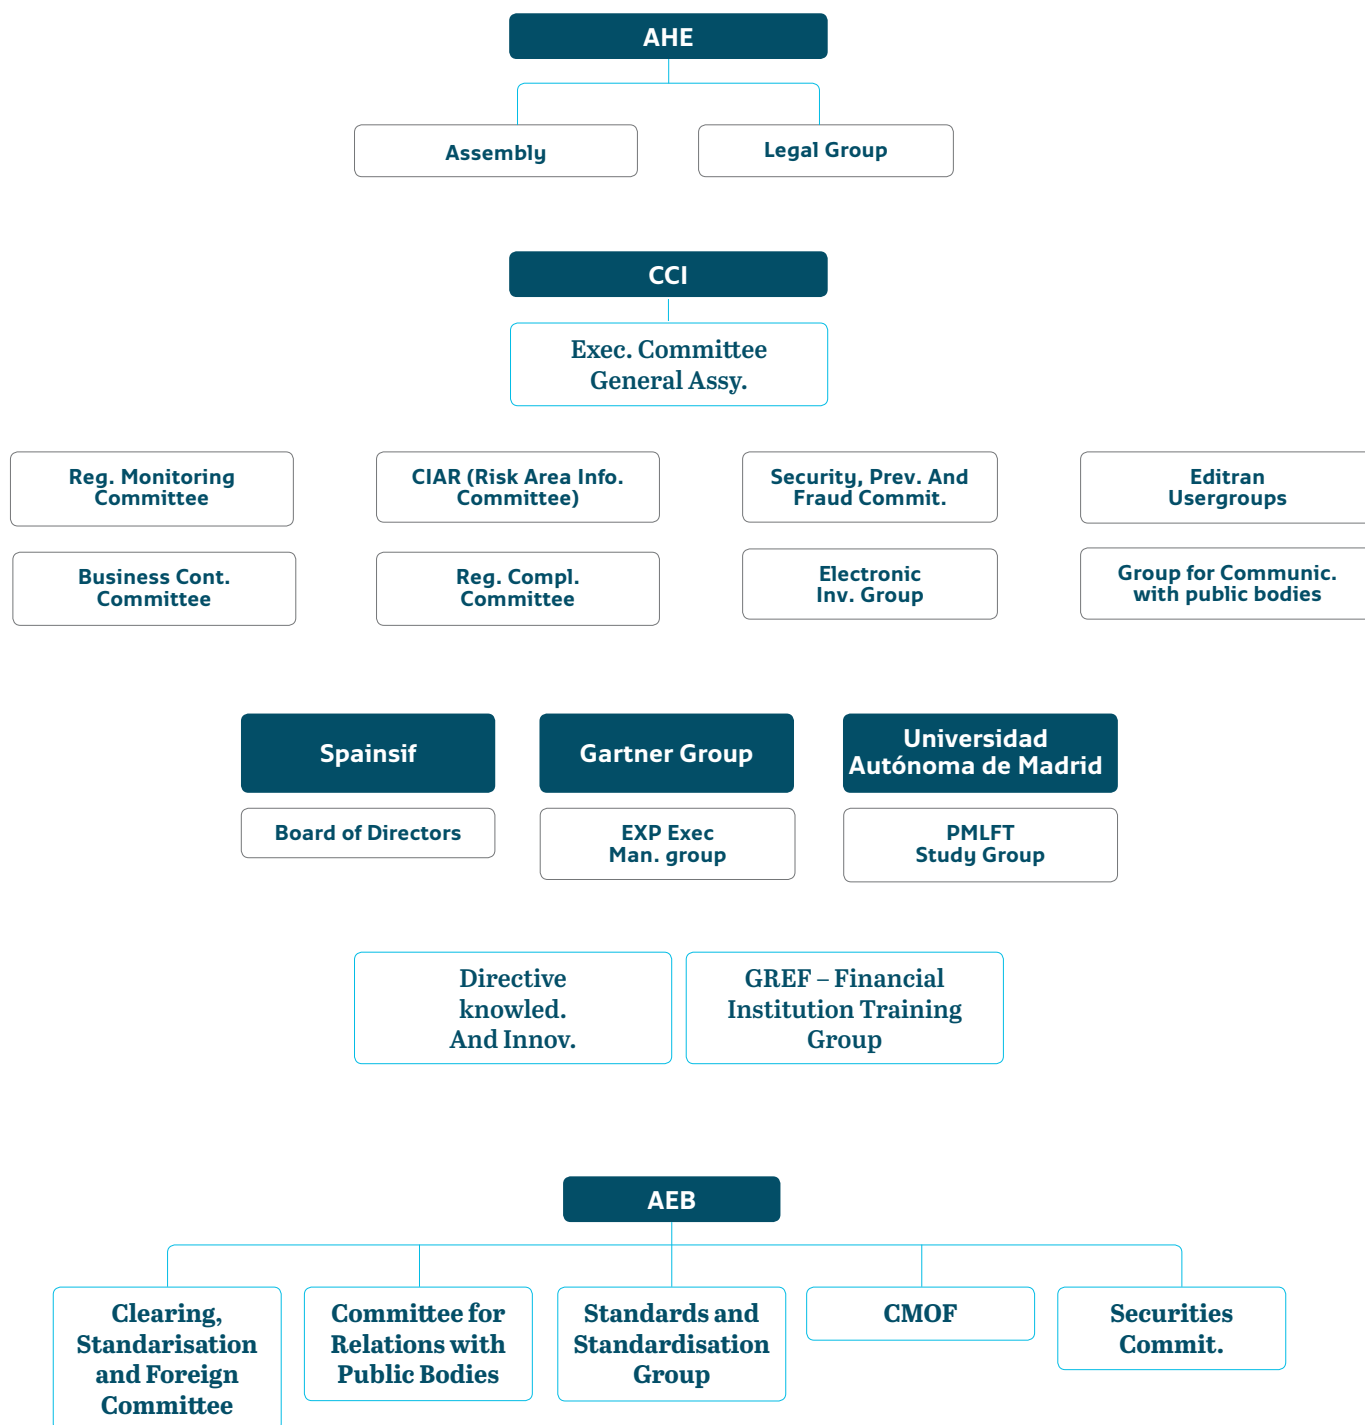 AHE
Assembly
Legal Group
CCI
Exec. Committee
General Assy.
Reg. Monitoring
Committee
CIAR (Risk Area Info.
Committee)
Security, Prev. And
Fraud Commit.
Editran
Usergroups
Business Cont.
Committee
Reg. Compl.
Committee
Electronic
Inv. Group
Group for Communic.
with public bodies
Spainsif
Gartner Group
Universidad
Autónoma de Madrid
Board of Directors
EXP Exec
Man. group
PMLFT
Study Group
Directive
knowled.
And Innov.
GREF – Financial
Institution Training
Group
AEB
Clearing,
Standarisation
and Foreign
Committee
Committee for
Relations with
Public Bodies
Standards and
Standardisation
Group
CMOF
Securities
Commit.